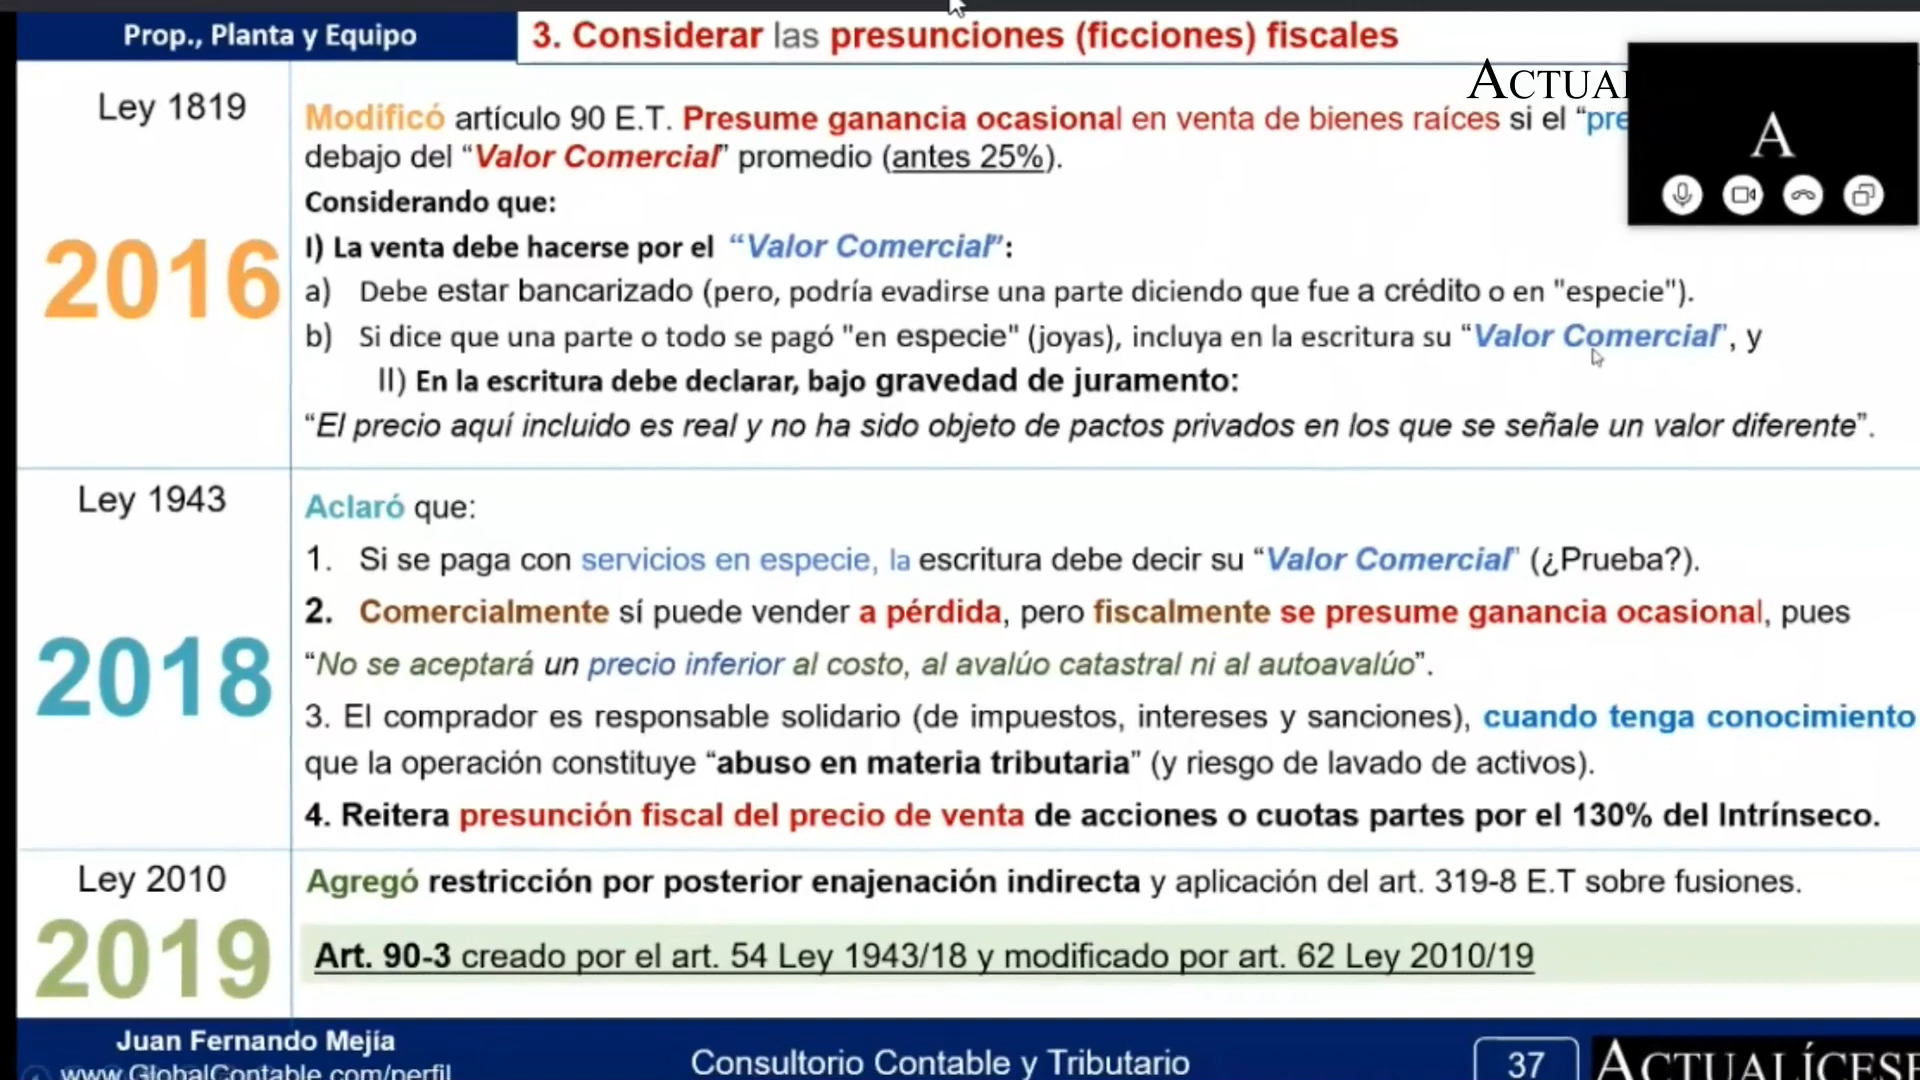 Prop., Planta y Equipo
3. Considerar las presunciones (ficciones) fiscales
Ley 1819
2016
Modificó artículo 90 E.T. Presume ganancia ocasional en venta de bienes raíces si el “pre
debajo del “Valor Comercial” promedio (antes 25%).
Considerando que:
I) La venta debe hacerse por el “Valor Comercial”:
a) Debe estar bancarizado (pero, podría evadirse una parte diciendo que fue a crédito o en "especie").
b) Si dice que una parte o todo se pagó "en especie" (joyas), incluya en la escritura su “Valor Comercial”, y
II) En la escritura debe declarar, bajo gravedad de juramento:
“El precio aquí incluido es real y no ha sido objeto de pactos privados en los que se señale un valor diferente”.
ACTUAL
A
Ley 1943
2018
Aclaró que:
1. Si se paga con servicios en especie, la escritura debe decir su “Valor Comercial” (¿Prueba?).
2. Comercialmente sí puede vender a pérdida, pero fiscalmente se presume ganancia ocasional, pues
“No se aceptará un precio inferior al costo, al avalúo catastral ni al autoavalúo”.
3. El comprador es responsable solidario (de impuestos, intereses y sanciones), cuando tenga conocimiento
que la operación constituye “abuso en materia tributaria” (y riesgo de lavado de activos).
4. Reitera presunción fiscal del precio de venta de acciones o cuotas partes por el 130% del Intrínseco.
Ley 2010
2019
Agregó restricción por posterior enajenación indirecta y aplicación del art. 319-8 E.T sobre fusiones.
Art. 90-3 creado por el art. 54 Ley 1943/18 y modificado por art. 62 Ley 2010/19
Juan Fernando Mejía
www.GlobalContable.com/perfil
Consultorio Contable y Tributario
37
ACTUALÍCESE